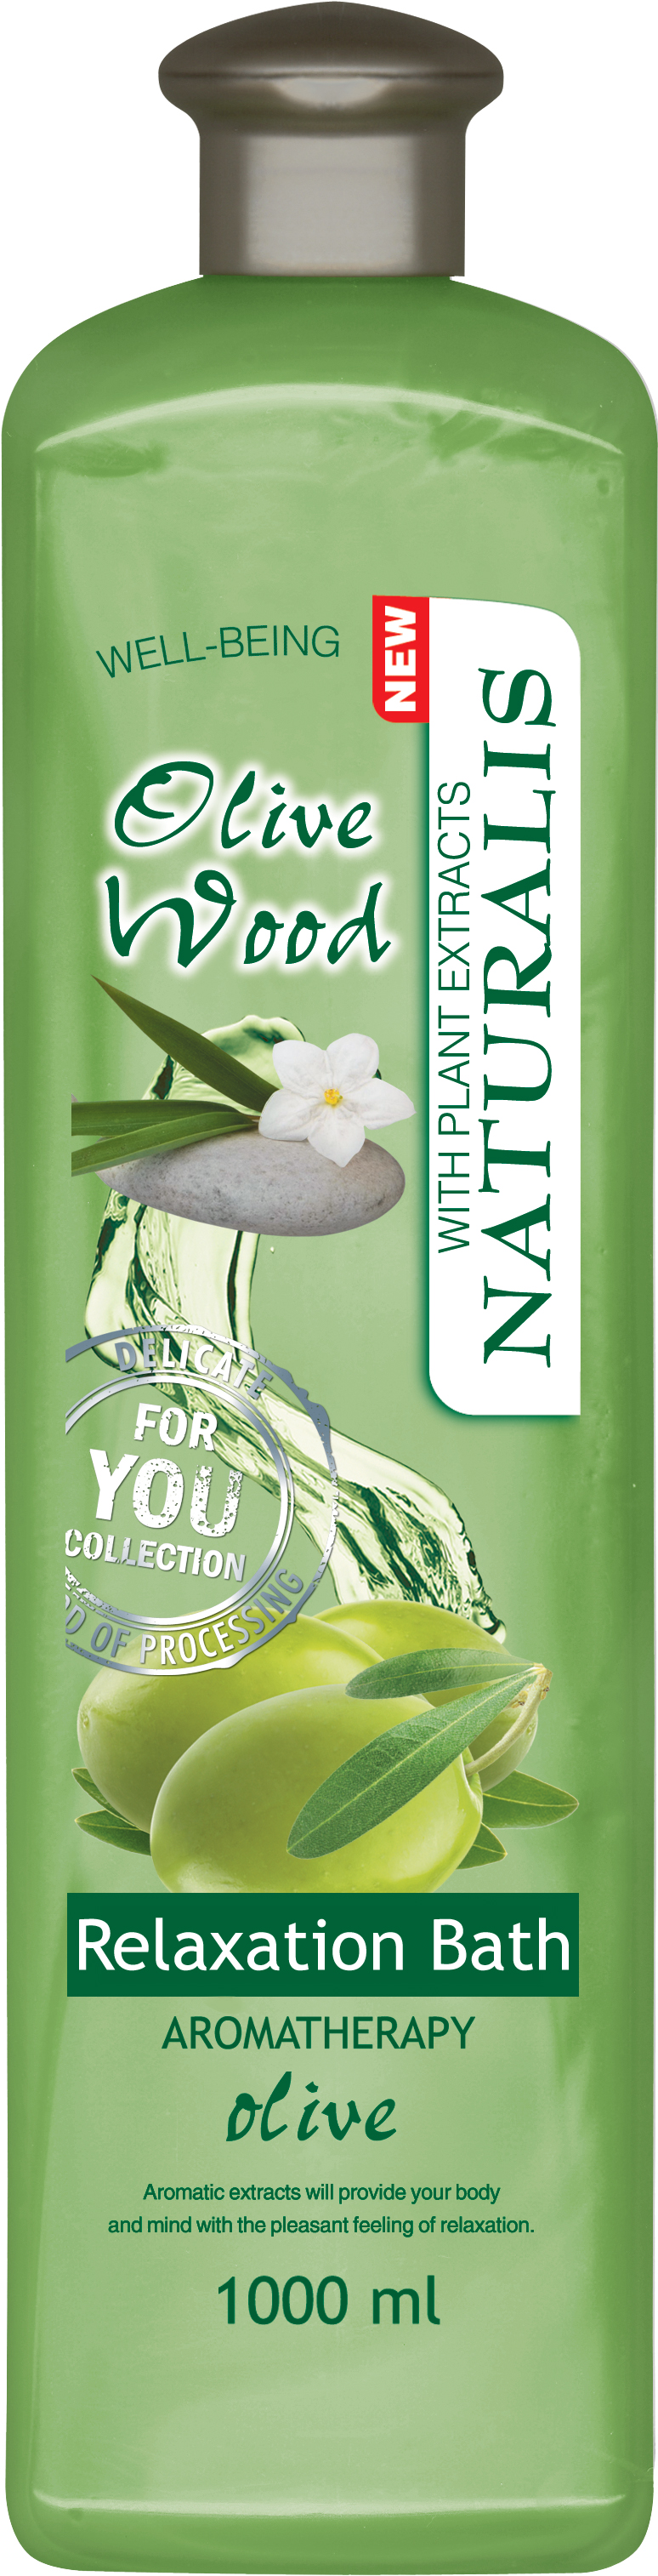 WELL-BEING
NEW
Olive
Wood
WITH PLANT EXTRACTS
NATURALIS
DELICATE
FOR
YOU
COLLECTION
OF PROCESSING
Relaxation Bath
AROMATHERAPY
olive
Aromatic extracts will provide your body
and mind with the pleasant feeling of relaxation.
1000 ml